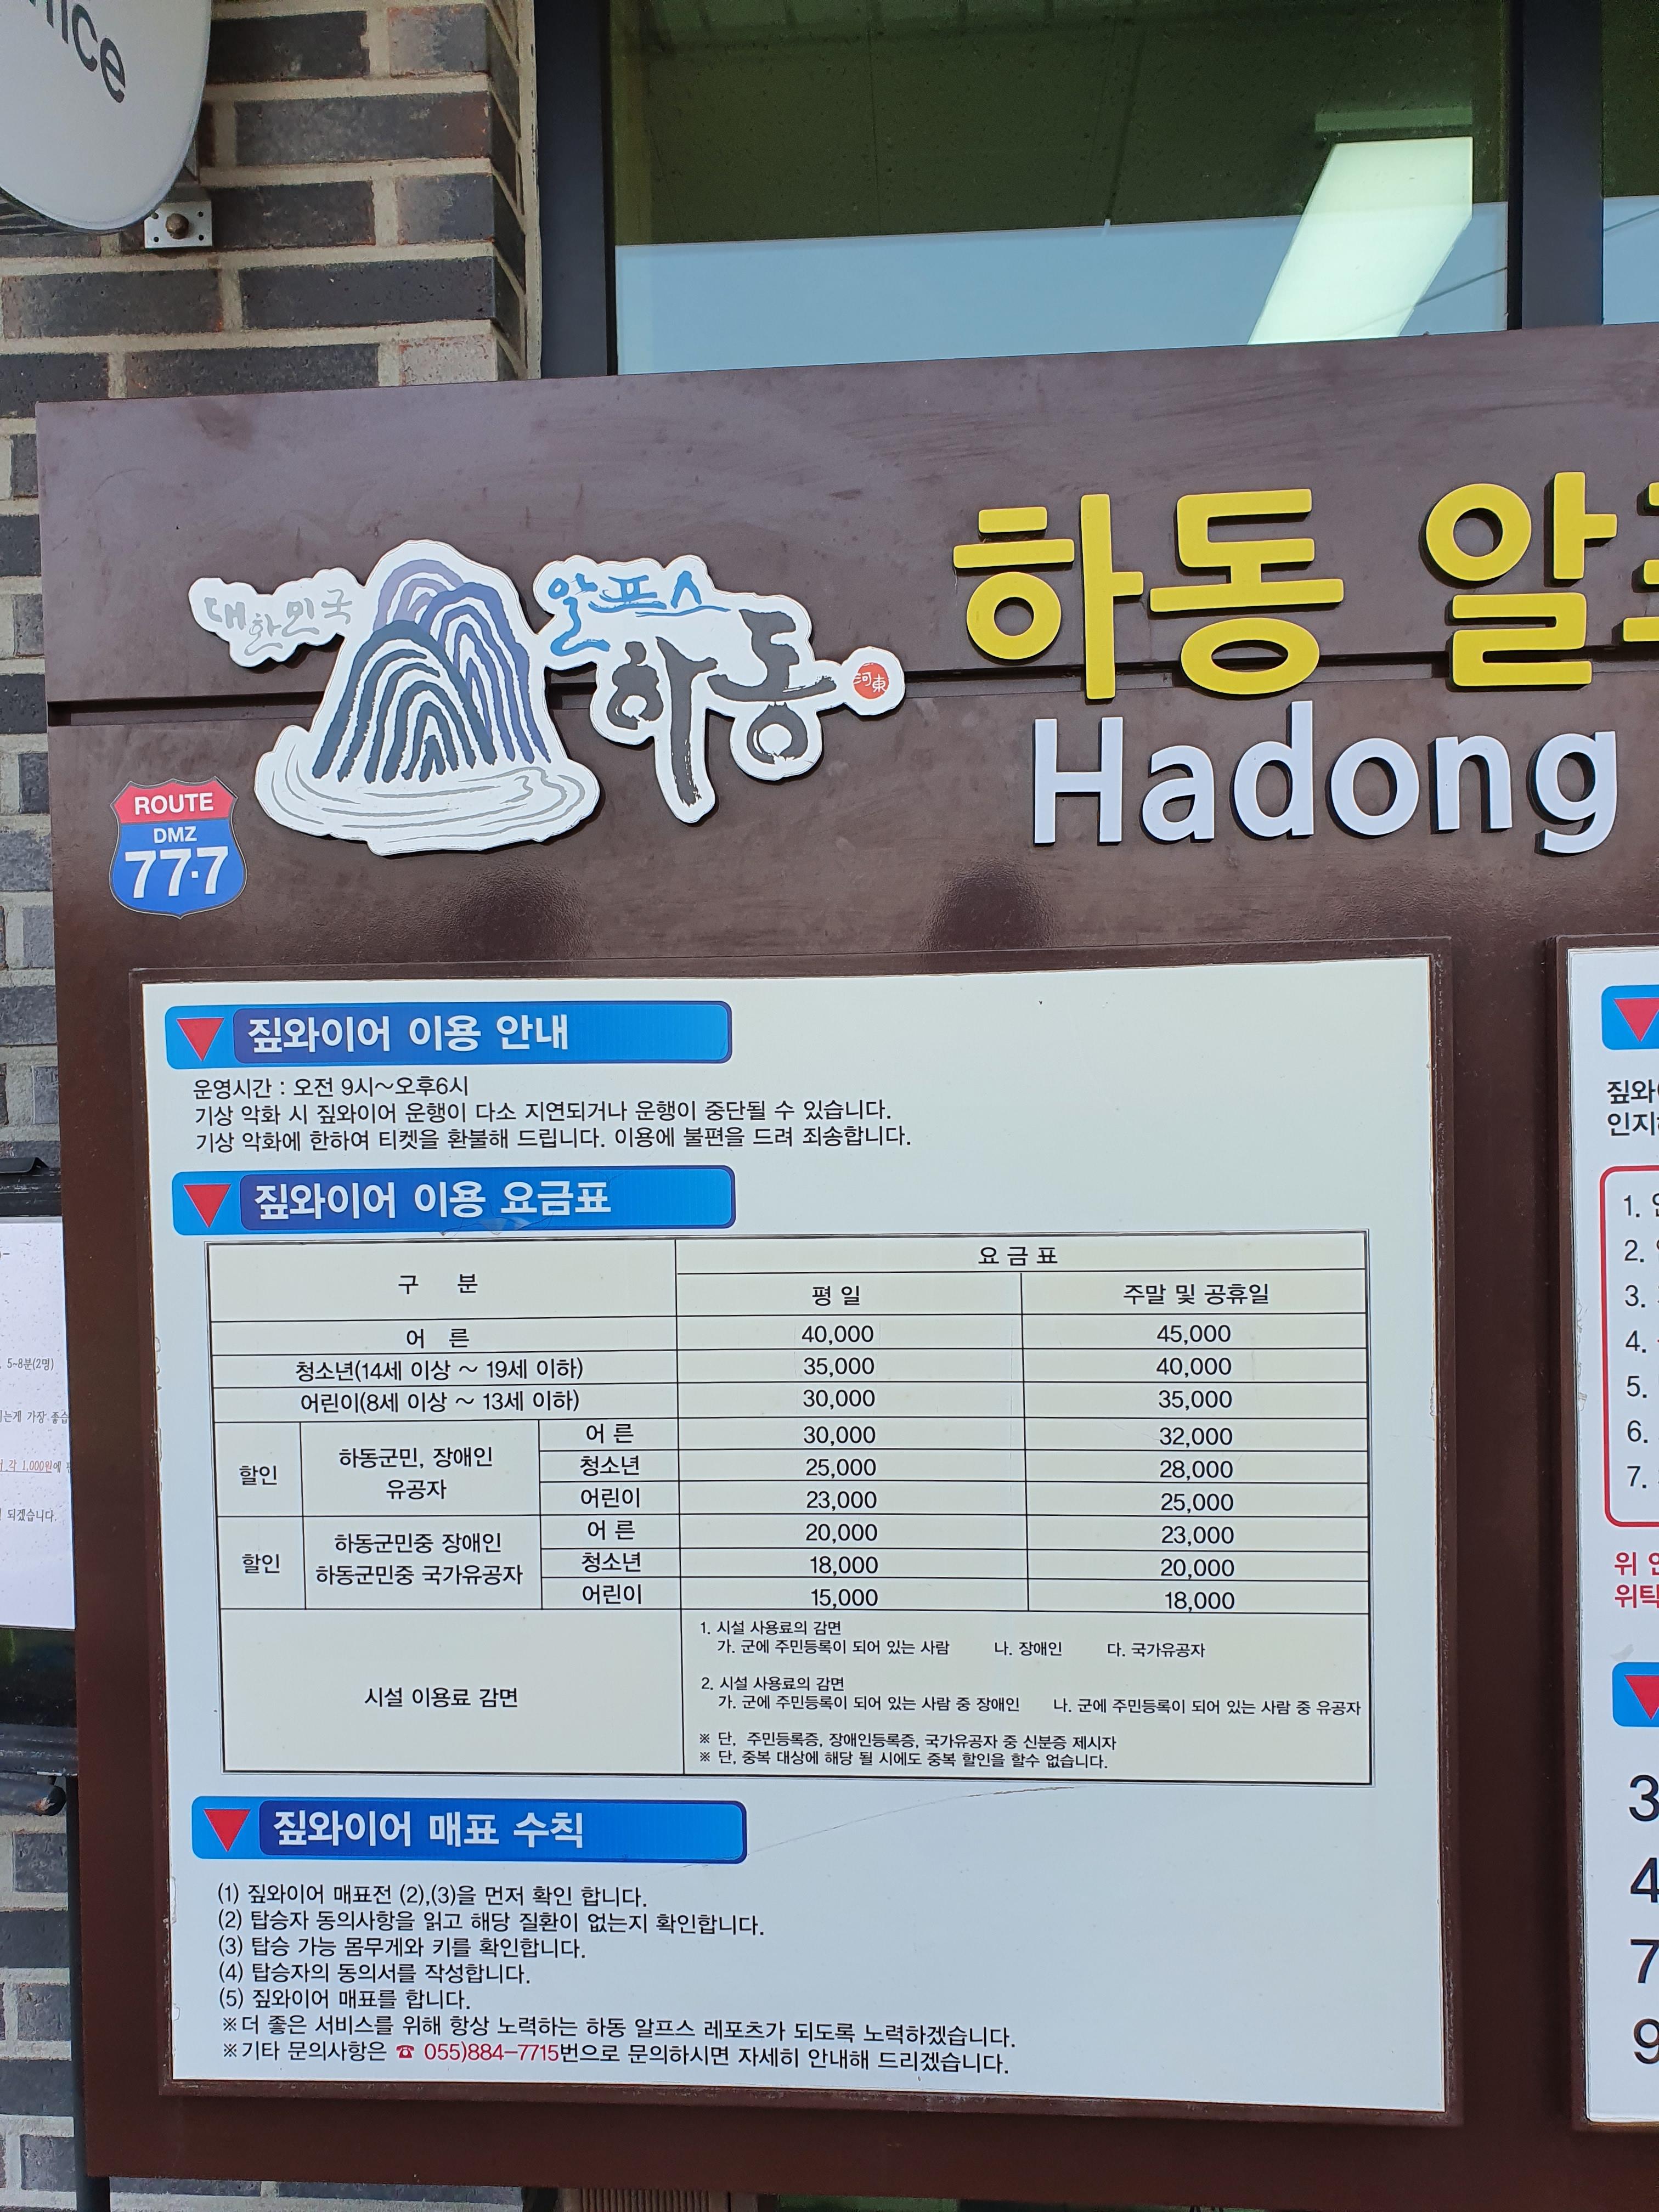 대한민국
알프스
하동
河東
하동 알
Hadong
ROUTE
DMZ
77·7
짚와이어 이용 안내
운영시간 : 오전 9시~오후6시
기상 악화 시 짚와이어 운행이 다소 지연되거나 운행이 중단될 수 있습니다.
기상 악화에 한하여 티켓을 환불해 드립니다. 이용에 불편을 드려 죄송합니다.
짚와이어 이용 요금표
구 분 요 금 표
평 일 주말 및 공휴일
어 른 40,000 45,000
청소년(14세 이상 ~ 19세 이하) 35,000 40,000
어린이(8세 이상 ~ 13세 이하) 30,000 35,000
할인 하동군민, 장애인
유공자
어 른 30,000 32,000
청소년 25,000 28,000
어린이 23,000 25,000
할인 하동군민중 장애인
하동군민중 국가유공자
어 른 20,000 23,000
청소년 18,000 20,000
어린이 15,000 18,000
시설 이용료 감면
1. 시설 사용료의 감면
가. 군에 주민등록이 되어 있는 사람 나. 장애인 다. 국가유공자
2. 시설 사용료의 감면
가. 군에 주민등록이 되어 있는 사람 중 장애인 나. 군에 주민등록이 되어 있는 사람 중 유공자
※ 단, 주민등록증, 장애인등록증, 국가유공자 중 신분증 제시자
※ 단, 중복 대상에 해당 될 시에도 중복 할인을 할수 없습니다.
짚와이어 매표 수칙
(1) 짚와이어 매표전 (2),(3)을 먼저 확인 합니다.
(2) 탑승자 동의사항을 읽고 해당 질환이 없는지 확인합니다.
(3) 탑승 가능 몸무게와 키를 확인합니다.
(4) 탑승자의 동의서를 작성합니다.
(5) 짚와이어 매표를 합니다.
※더 좋은 서비스를 위해 항상 노력하는 하동 알프스 레포츠가 되도록 노력하겠습니다.
※기타 문의사항은 ☎ 055)884-7715번으로 문의하시면 자세히 안내해 드리겠습니다.
5~8분(2명)
가장
각 1,000원에
되겠습니다.
1.
2.
3.
4.
5.
6.
7.
위
위탁
3
4
7
9